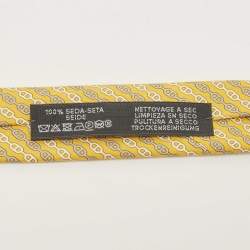 100% SEDA-SETA
SEIDE
NETTOYAGE A SEC
LIMPIEZA EN SECO
PULITURA A SECCO
TROCKENREINIGUNG